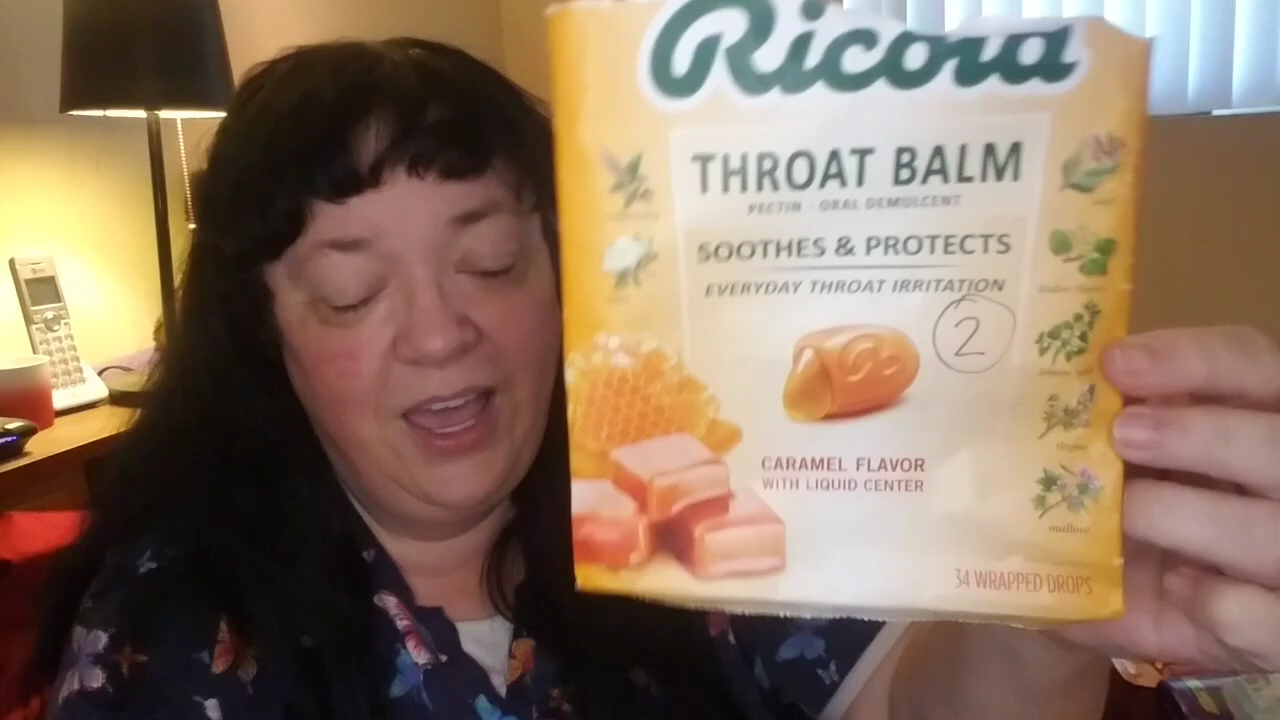 Ricola
THROAT BALM
PECTIN · ORAL DEMULCENT
SOOTHES & PROTECTS
EVERYDAY THROAT IRRITATION
2
CARAMEL FLAVOR
WITH LIQUID CENTER
mallow
34 WRAPPED DROPS